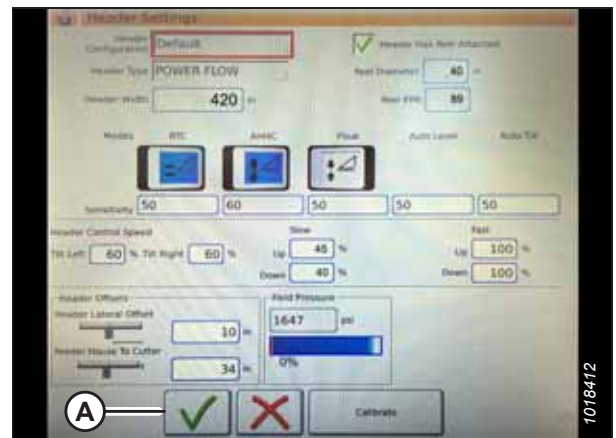 Header Settings
Header Configuration Default
Header Has Reel Attached
Header Type POWER FLOW
Reel Diameter 40 in
Header Width 420 in
Reel PPR 89
Modes RTC AHHC Float Auto Level Auto Tilt
Sensitivity 50 60 50 50 50
Header Control Speed
Slow
Fast
Tilt Left 60 % Tilt Right 60 %
Up 45 %
Up 100 %
Down 40 %
Down 100 %
Header Offsets
Field Pressure
Header Lateral Offset
10 in
1647 psi
Feeder House To Cutter
34 in
0%
A
Calibrate
1018412